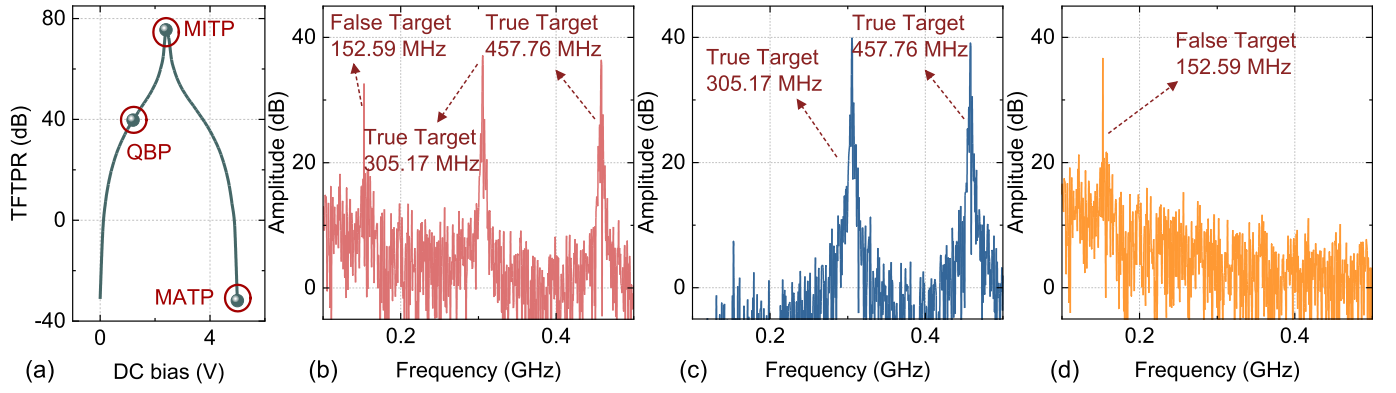 80
40
0
-40
TFTPR (dB)
MITP
QBP
MATP
0
4
(a)
DC bias (V)
40
20
0
Amplitude (dB)
False Target
152.59 MHz
True Target
457.76 MHz
True Target
305.17 MHz
0.2
0.4
(b)
Frequency (GHz)
40
20
0
Amplitude (dB)
True Target
305.17 MHz
True Target
457.76 MHz
0.2
0.4
(c)
Frequency (GHz)
40
20
0
Amplitude (dB)
False Target
152.59 MHz
0.2
0.4
(d)
Frequency (GHz)